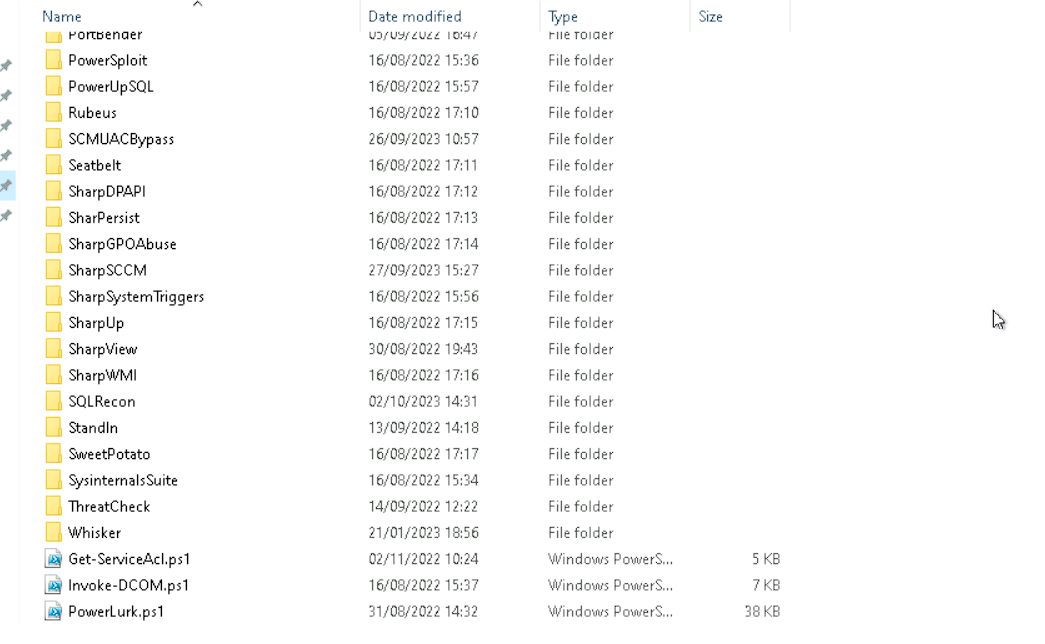 Name Date modified Type Size
PortBender 05/09/2022 16:47 File folder
PowerSploit 16/08/2022 15:36 File folder
PowerUpSQL 16/08/2022 15:57 File folder
Rubeus 16/08/2022 17:10 File folder
SCMUACBypass 26/09/2023 10:57 File folder
Seatbelt 16/08/2022 17:11 File folder
SharpDPAPI 16/08/2022 17:12 File folder
SharPersist 16/08/2022 17:13 File folder
SharpGPOAbuse 16/08/2022 17:14 File folder
SharpSCCM 27/09/2023 15:27 File folder
SharpSystemTriggers 16/08/2022 15:56 File folder
SharpUp 16/08/2022 17:15 File folder
SharpView 30/08/2022 19:43 File folder
SharpWMI 16/08/2022 17:16 File folder
SQLRecon 02/10/2023 14:31 File folder
StandIn 13/09/2022 14:18 File folder
SweetPotato 16/08/2022 17:17 File folder
SysinternalsSuite 16/08/2022 15:34 File folder
ThreatCheck 14/09/2022 12:22 File folder
Whisker 21/01/2023 18:56 File folder
Get-ServiceAcl.ps1 02/11/2022 10:24 Windows PowerS... 5 KB
Invoke-DCOM.ps1 16/08/2022 15:37 Windows PowerS... 7 KB
PowerLurk.ps1 31/08/2022 14:32 Windows PowerS... 38 KB